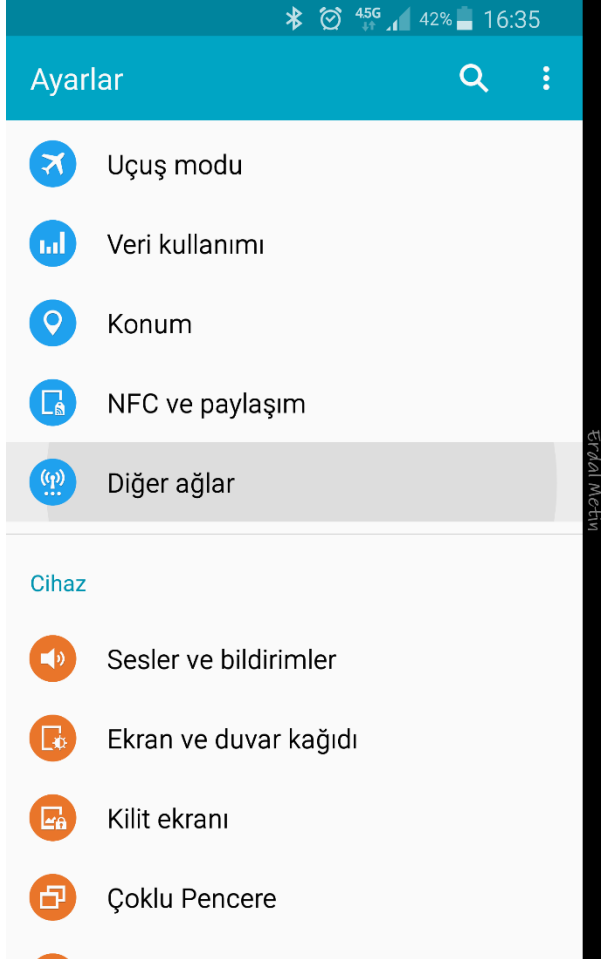 4.5G 42% 16:35
Ayarlar
Uçuş modu
Veri kullanımı
Konum
NFC ve paylaşım
Diğer ağlar
Cihaz
Sesler ve bildirimler
Ekran ve duvar kağıdı
Kilit ekranı
Çoklu Pencere
Erdal Metin